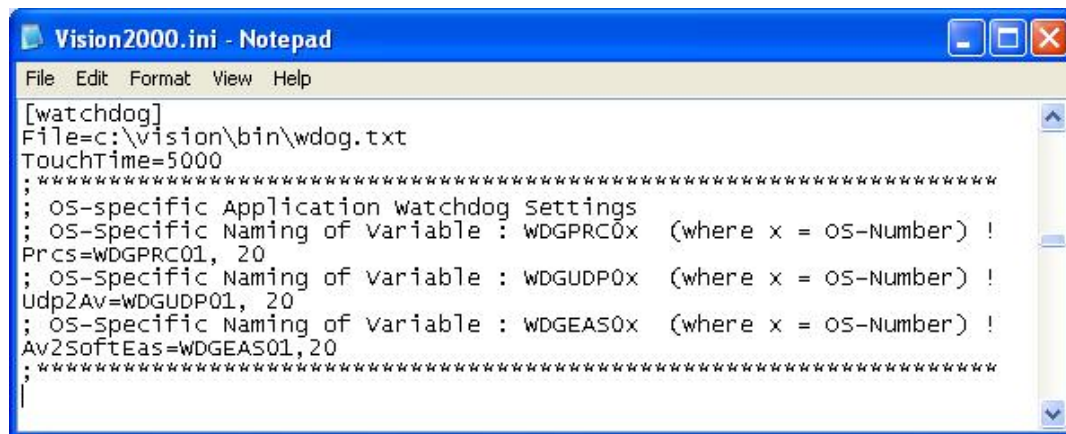 Vision2000.ini - Notepad
File Edit Format View Help
[watchdog]
File=c:\vision\bin\wdog.txt
TouchTime=5000
;*******************************************************************
; OS-specific Application Watchdog Settings
; OS-Specific Naming of Variable : WDGPRC0x (where x = OS-Number) !
Prcs=WDGPRC01, 20
; OS-Specific Naming of Variable : WDGUDP0x (where x = OS-Number) !
Udp2Av=WDGUDP01, 20
; OS-Specific Naming of Variable : WDGEAS0x (where x = OS-Number) !
Av2SoftEas=WDGEAS01,20
;*******************************************************************